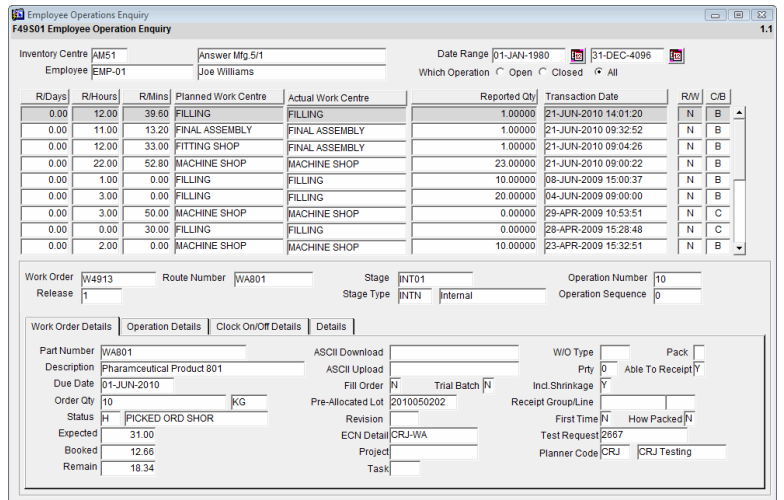 Employee Operations Enquiry
F49S01 Employee Operation Enquiry 1.1
Inventory Centre AM51 Answer Mfg.5/1 Date Range 01-JAN-1980 31-DEC-4096
Employee EMP-01 Joe Williams Which Operation Open Closed All
R/Days R/Hours R/Mins Planned Work Centre Actual Work Centre Reported Qty Transaction Date R/W C/B
0.00 12.00 39.60 FILLING FILLING 1.00000 21-JUN-2010 14:01:20 N B
0.00 11.00 13.20 FINAL ASSEMBLY FINAL ASSEMBLY 1.00000 21-JUN-2010 09:32:52 N B
0.00 12.00 33.00 FITTING SHOP FINAL ASSEMBLY 1.00000 21-JUN-2010 09:04:26 N B
0.00 22.00 52.80 MACHINE SHOP MACHINE SHOP 23.00000 21-JUN-2010 09:00:22 N B
0.00 1.00 0.00 FILLING FILLING 10.00000 08-JUN-2009 15:00:37 N B
0.00 3.00 0.00 FILLING FILLING 20.00000 04-JUN-2009 09:00:00 N B
0.00 3.00 50.00 MACHINE SHOP MACHINE SHOP 0.00000 29-APR-2009 10:53:51 N C
0.00 0.00 30.00 FILLING FILLING 0.00000 28-APR-2009 15:28:48 N C
0.00 2.00 0.00 MACHINE SHOP MACHINE SHOP 10.00000 23-APR-2009 15:32:51 N B
Work Order W4913 Route Number WA801 Stage INT01 Operation Number 10
Release 1 Stage Type INTN Internal Operation Sequence 0
Work Order Details Operation Details Clock On/Off Details Details
Part Number WA801 ASCII Download W/O Type Pack
Description Pharamceutical Product 801 ASCII Upload Prty 0 Able To Receipt Y
Due Date 01-JUN-2010 Fill Order N Trial Batch N Incl.Shrinkage Y
Order Qty 10 KG Pre-Allocated Lot 2010050202 Receipt Group/Line
Status H PICKED ORD SHOR Revision First Time N How Packed N
Expected 31.00 ECN Detail CRJ-WA Test Request 2667
Booked 12.66 Project Planner Code CRJ CRJ Testing
Remain 18.34 Task